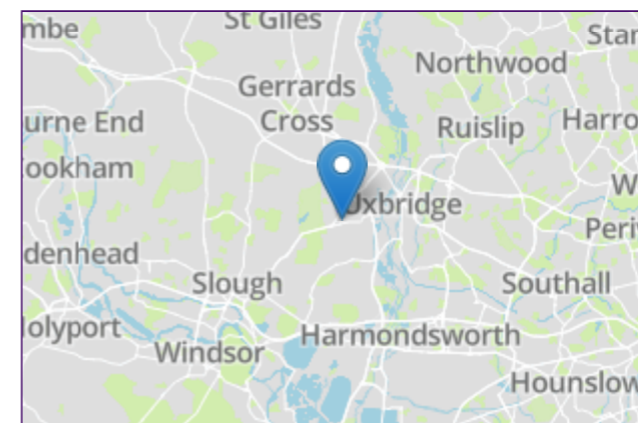 mbe
St Giles
Stan
Northwood
Gerrards
Cross
urne End
Ruislip
Harro
ookham
W
Uxbridge
Peri
denhead
Slough
Southall
Holyport
Harmondsworth
Windsor
Hounslow